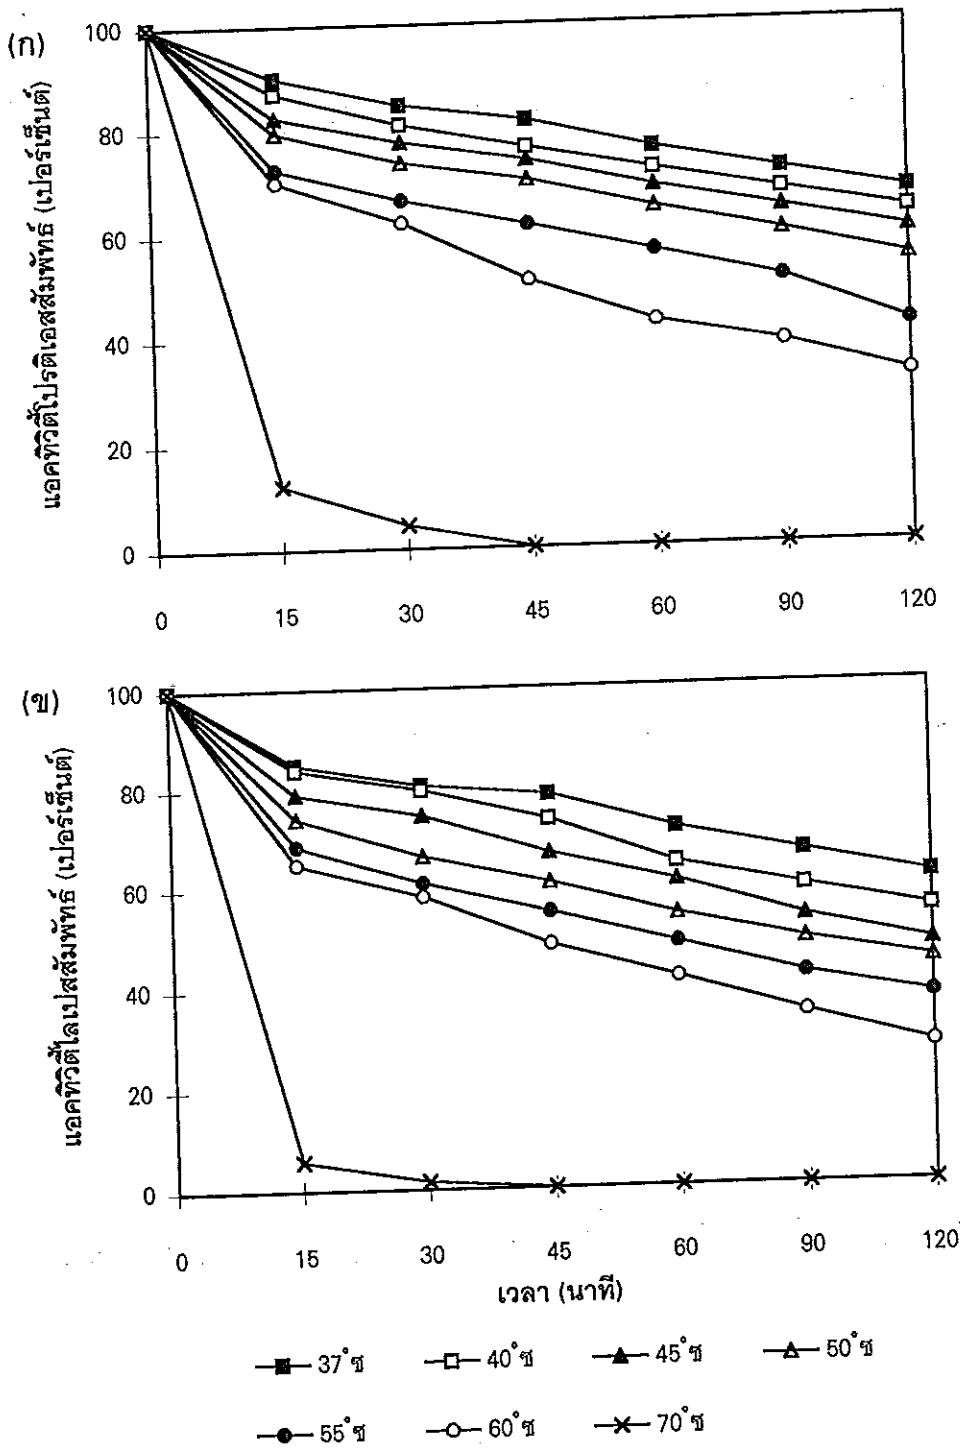 (ก)
แอคทิวิตี้โปรติเอสสัมพัทธ์ (เปอร์เซ็นต์)
100
80
60
40
20
0
0 15 30 45 60 90 120
(ข)
แอคทิวิตี้ไลเปสสัมพัทธ์ (เปอร์เซ็นต์)
100
80
60
40
20
0
0 15 30 45 60 90 120
เวลา (นาที)
37°ซ 40°ซ 45°ซ 50°ซ
55°ซ 60°ซ 70°ซ